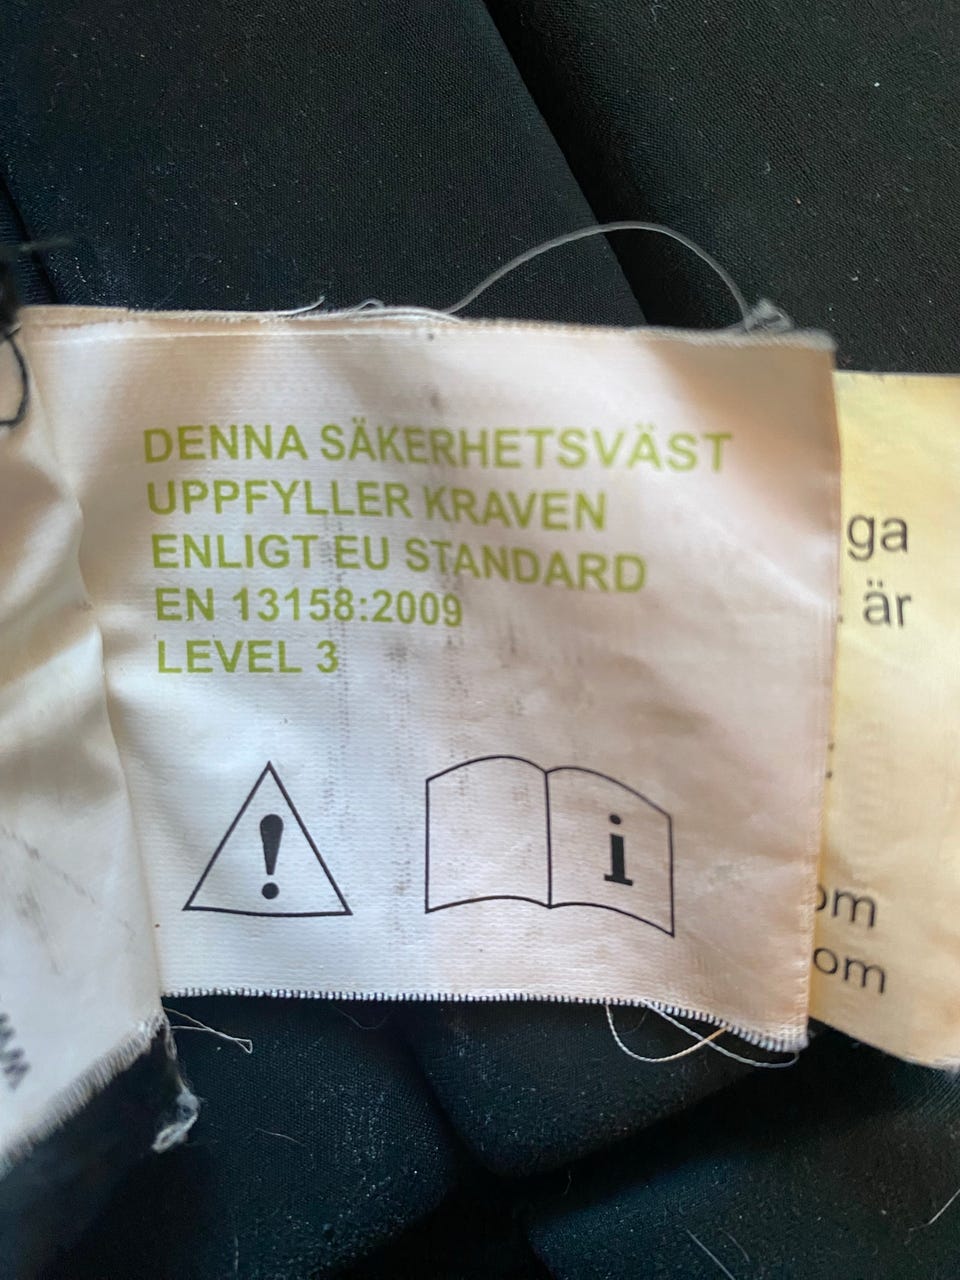 DENNA SÄKERHETSVÄST
UPPFYLLER KRAVEN
ENLIGT EU STANDARD
EN 13158:2009
LEVEL 3
!
i
ga
. är
om
om